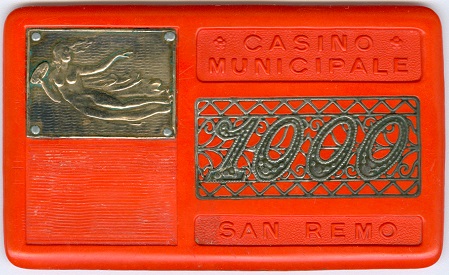 CASINO
MUNICIPALE
1000
SAN REMO